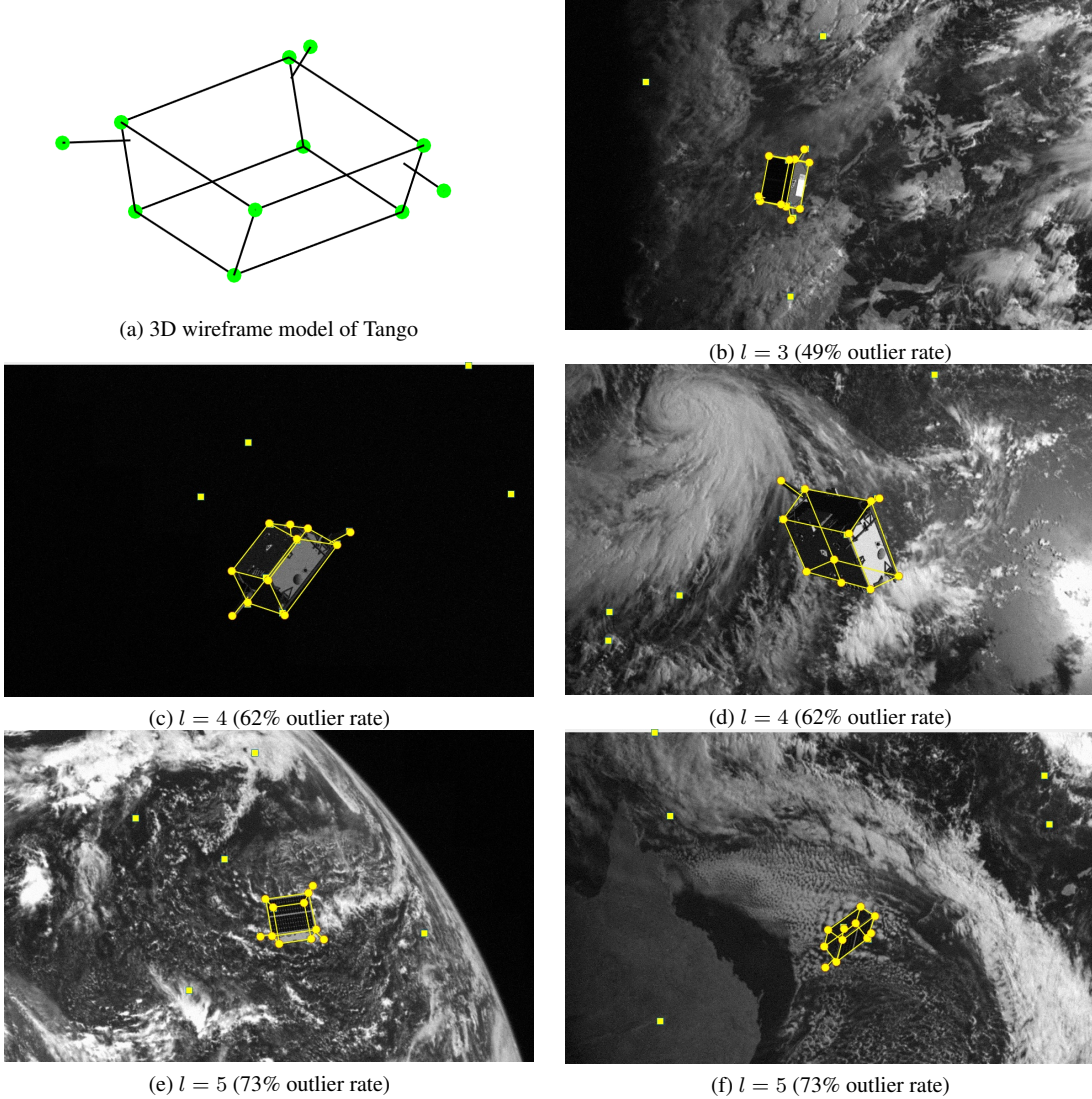 (a) 3D wireframe model of Tango
(b) l = 3 (49% outlier rate)
(c) l = 4 (62% outlier rate)
(d) l = 4 (62% outlier rate)
(e) l = 5 (73% outlier rate)
(f) l = 5 (73% outlier rate)